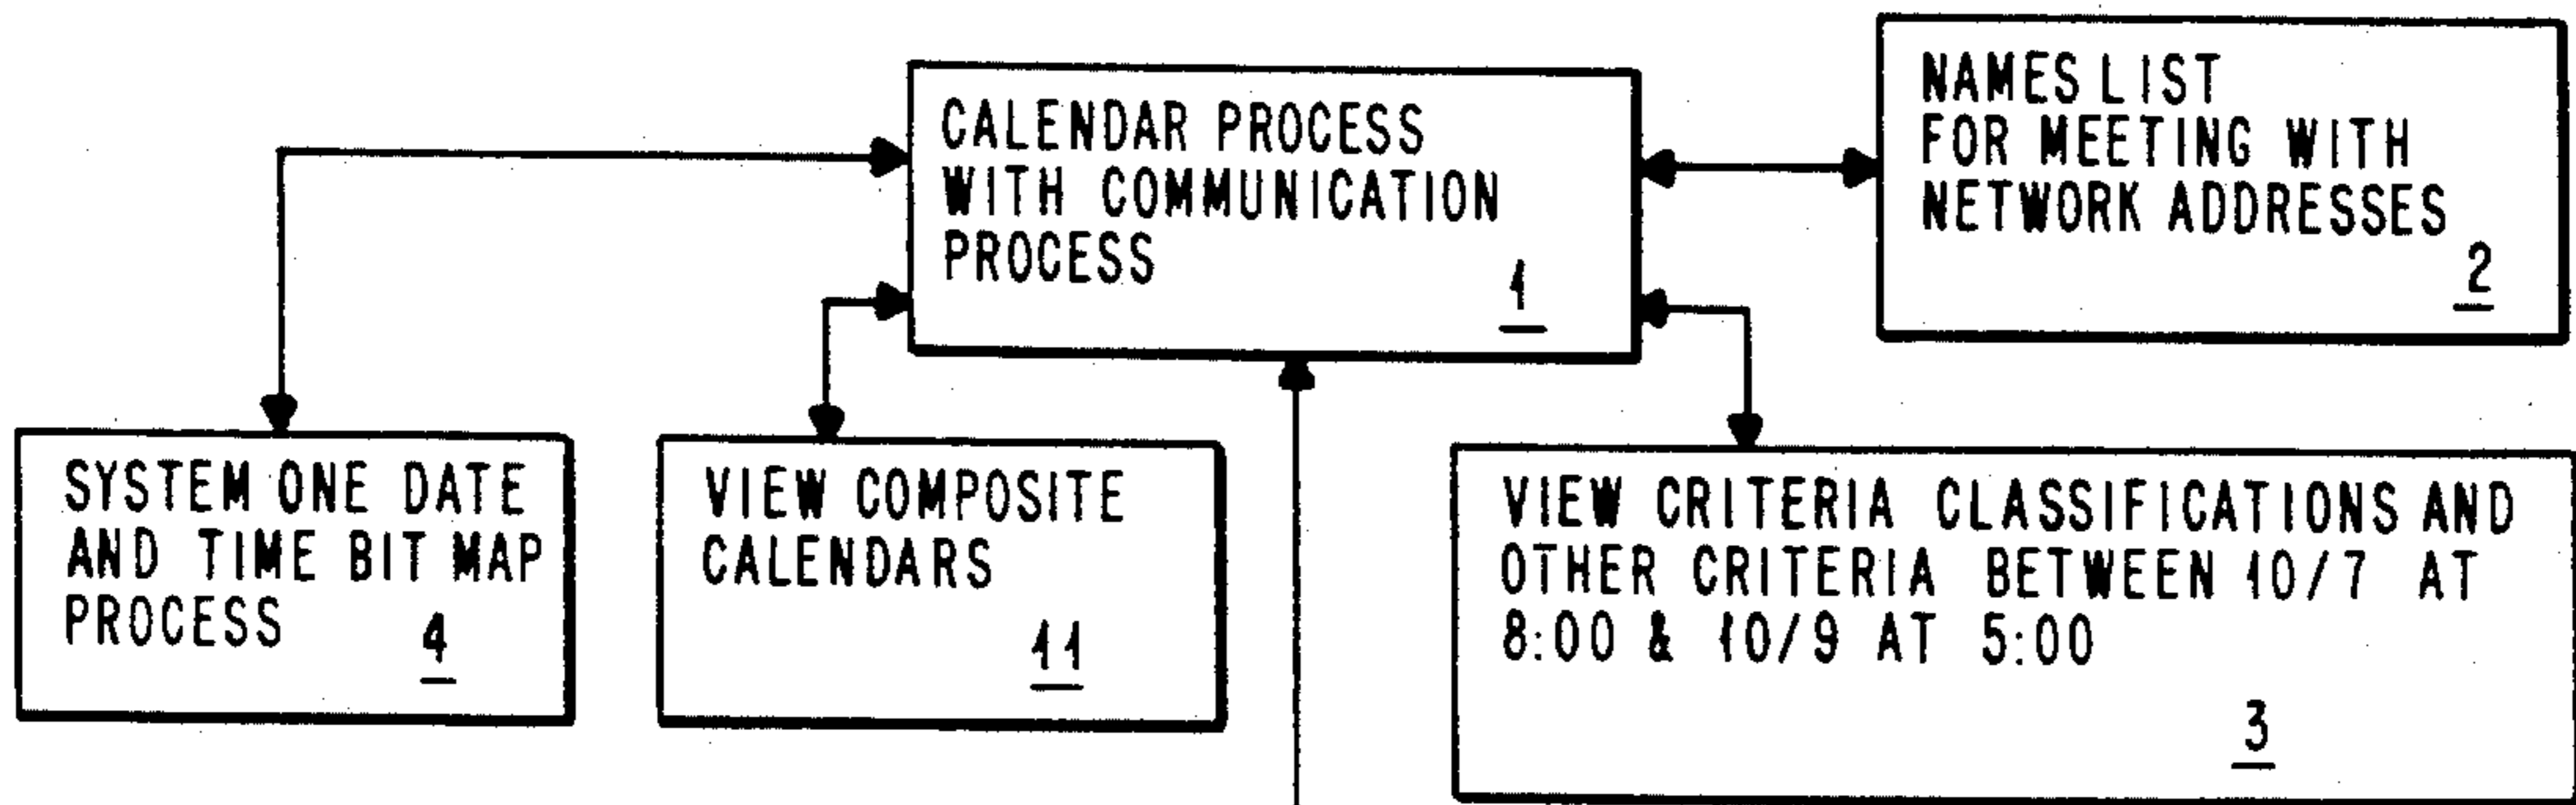 CALENDAR PROCESS
WITH COMMUNICATION
PROCESS
1
NAMES LIST
FOR MEETING WITH
NETWORK ADDRESSES
2
SYSTEM ONE DATE
AND TIME BIT MAP
PROCESS
4
VIEW COMPOSITE
CALENDARS
11
VIEW CRITERIA CLASSIFICATIONS AND
OTHER CRITERIA BETWEEN 10/7 AT
8:00 & 10/9 AT 5:00
3